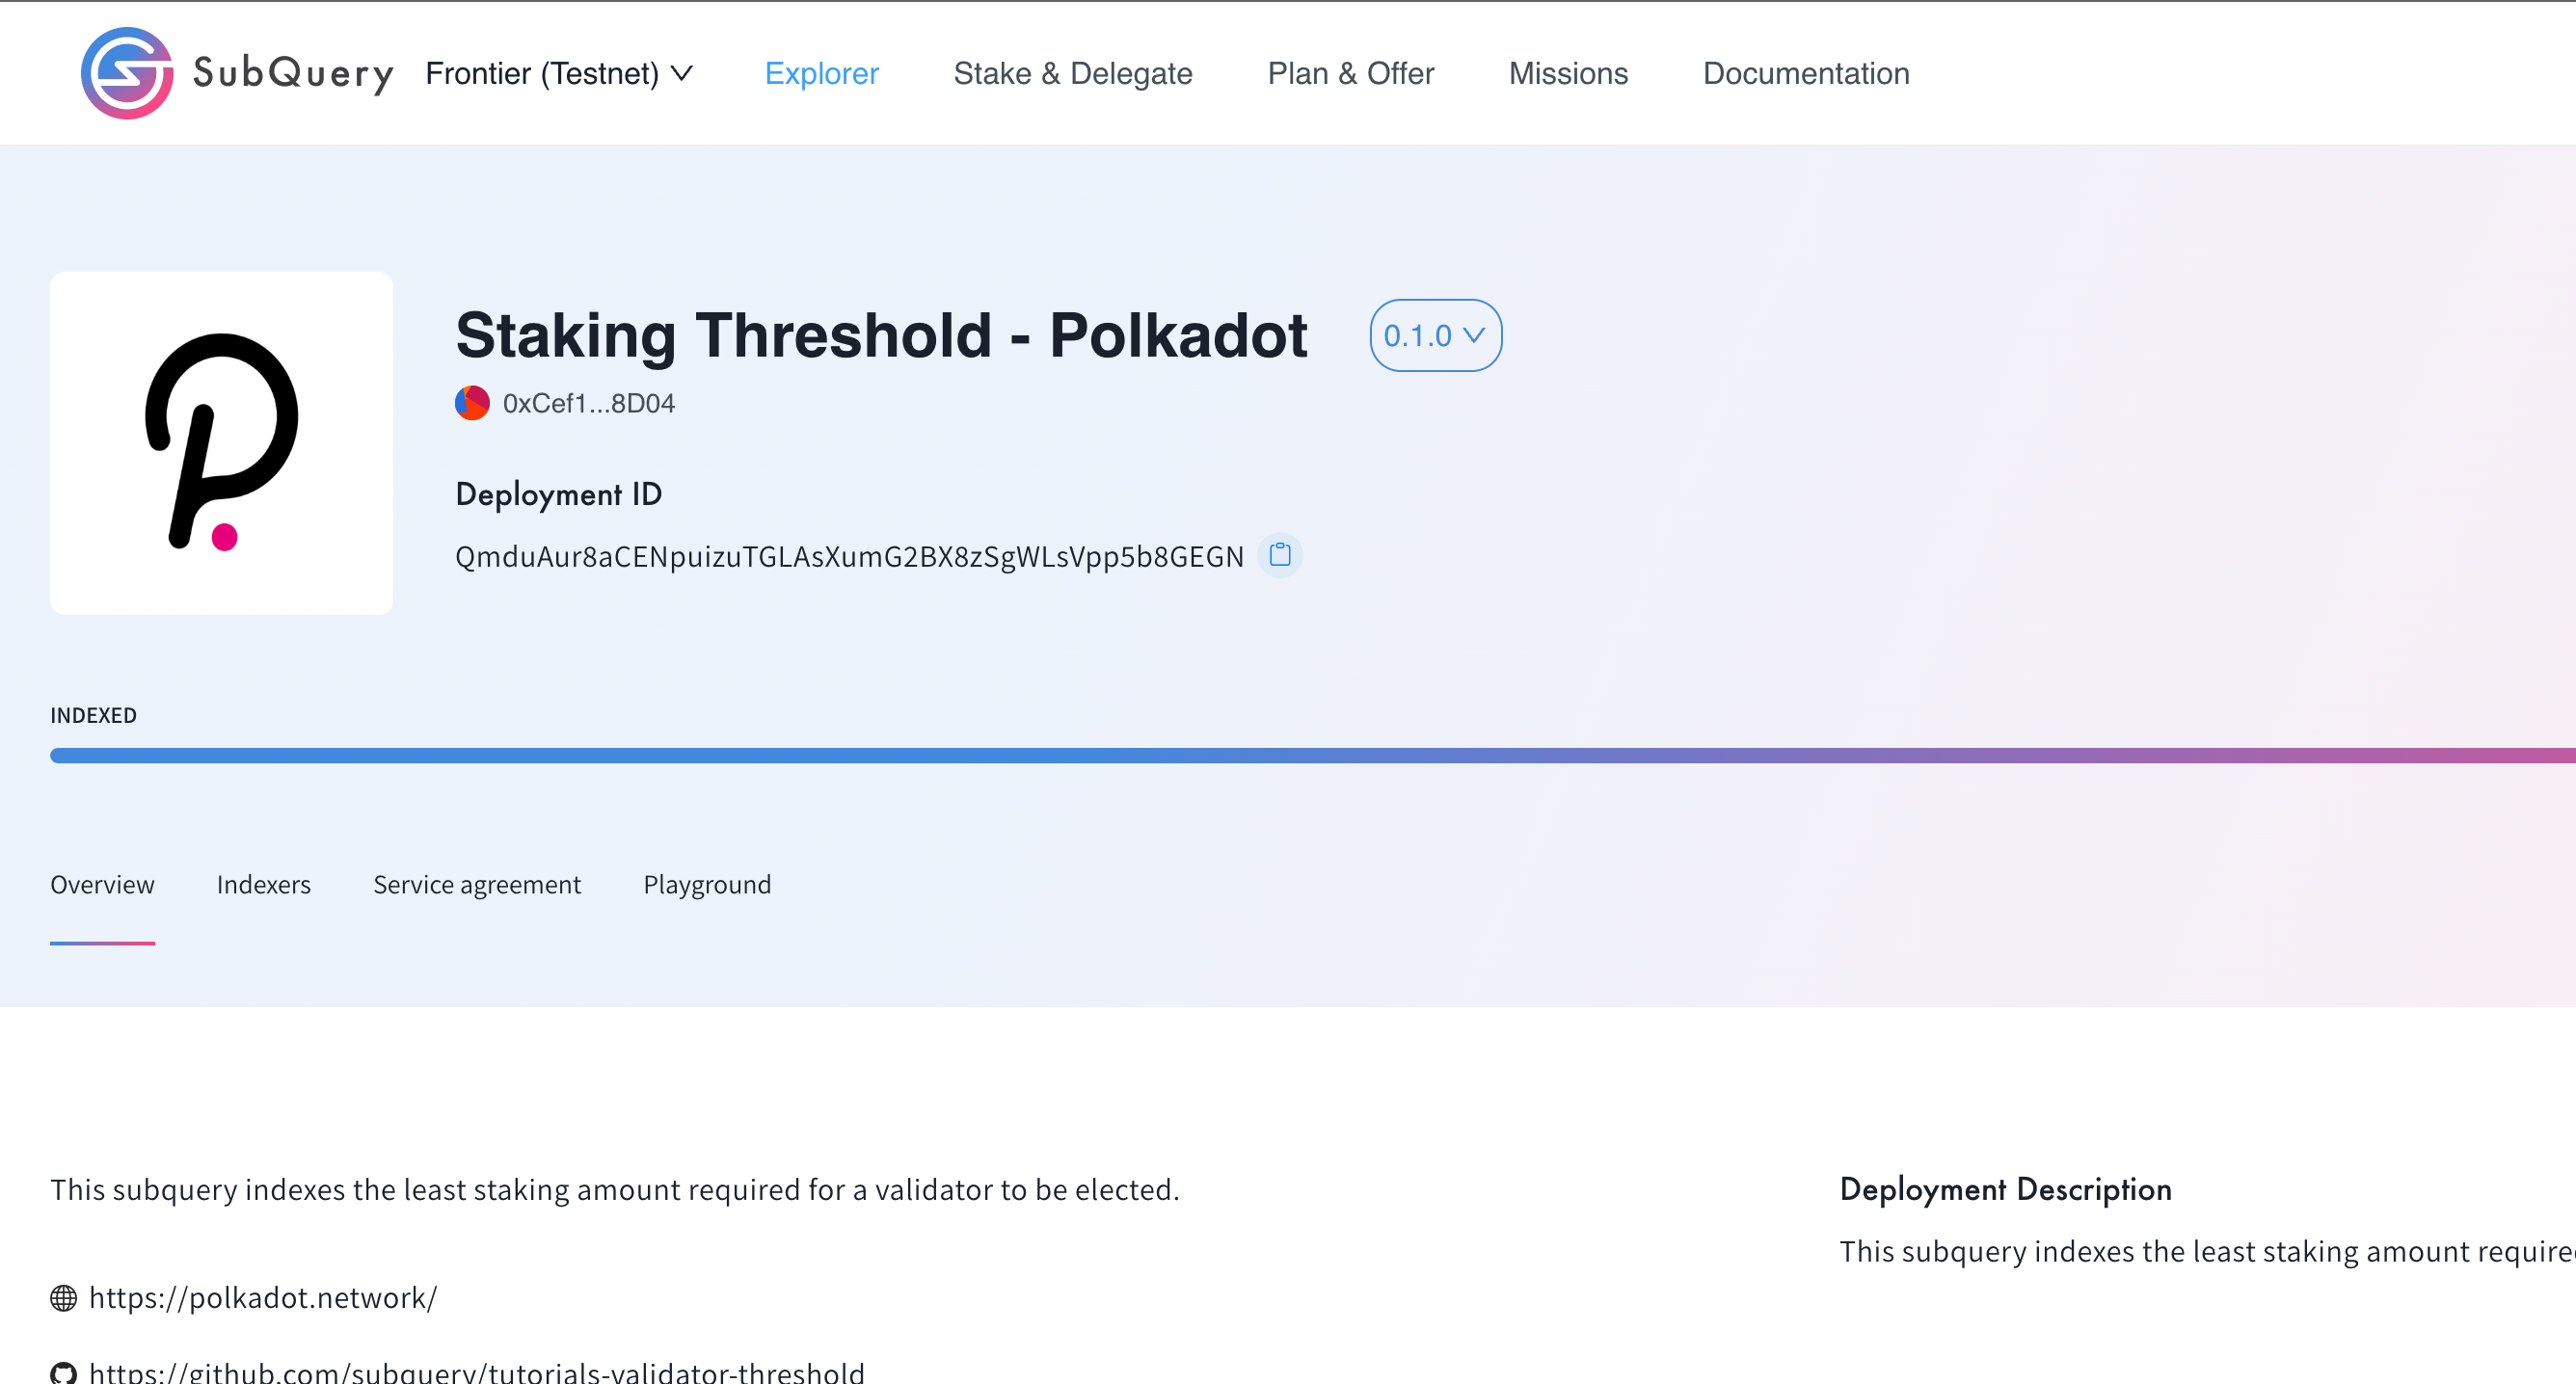 SubQuery Frontier (Testnet) Explorer Stake & Delegate Plan & Offer Missions Documentation
Staking Threshold - Polkadot 0.1.0
0xCef1...8D04
Deployment ID
QmduAur8aCENpuizuTGLAsXumG2BX8zSgWLsVpp5b8GEGN
INDEXED
Overview Indexers Service agreement Playground
This subquery indexes the least staking amount required for a validator to be elected.
https://polkadot.network/
https://github.com/subquery/tutorials-validator-threshold
Deployment Description
This subquery indexes the least staking amount